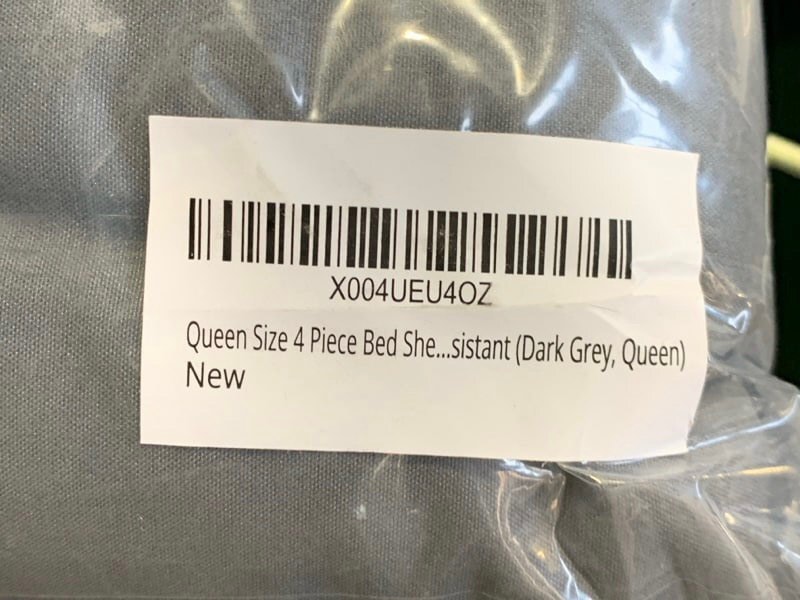 X004UEU4OZ
Queen Size 4 Piece Bed She...sistant (Dark Grey, Queen)
New